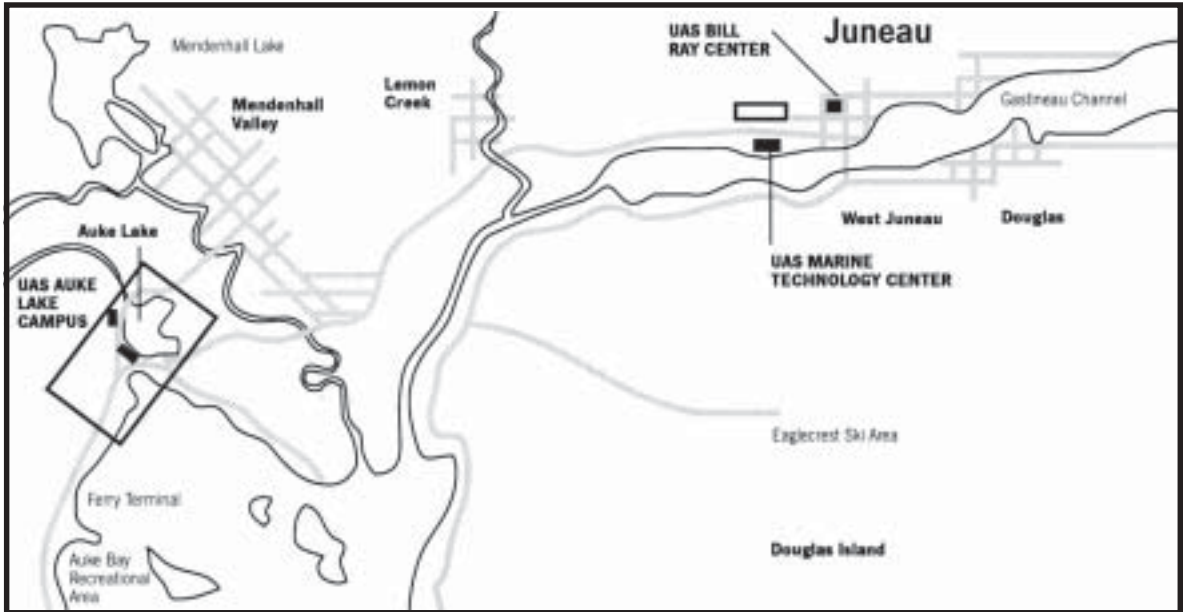 Mendenhall Lake
Mendenhall
Valley
Lemon
Creek
UAS BILL
RAY CENTER
Juneau
Gastineau Channel
Auke Lake
UAS AUKE
LAKE
CAMPUS
West Juneau
Douglas
UAS MARINE
TECHNOLOGY CENTER
Eaglecrest Ski Area
Ferry Terminal
Auke Bay
Recreational
Area
Douglas Island